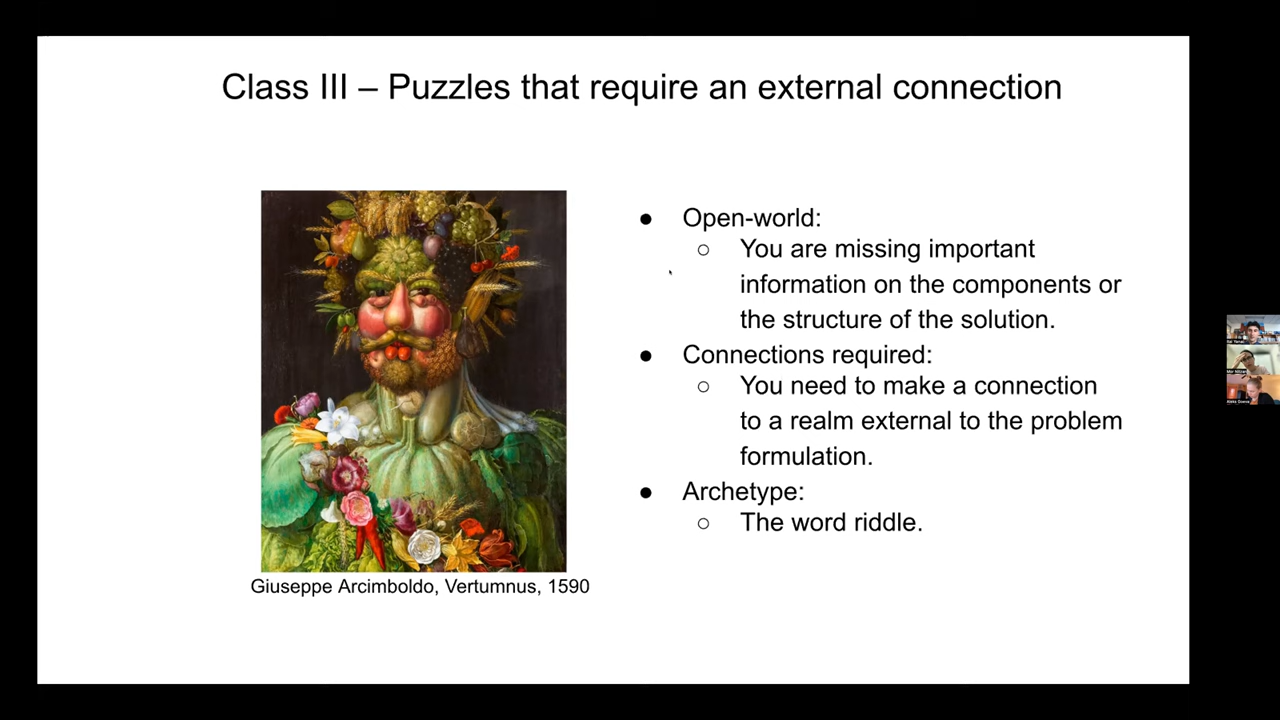 Class III – Puzzles that require an external connection
● Open-world:
○ You are missing important
information on the components or
the structure of the solution.
● Connections required:
○ You need to make a connection
to a realm external to the problem
formulation.
● Archetype:
○ The word riddle.
Giuseppe Arcimboldo, Vertumnus, 1590